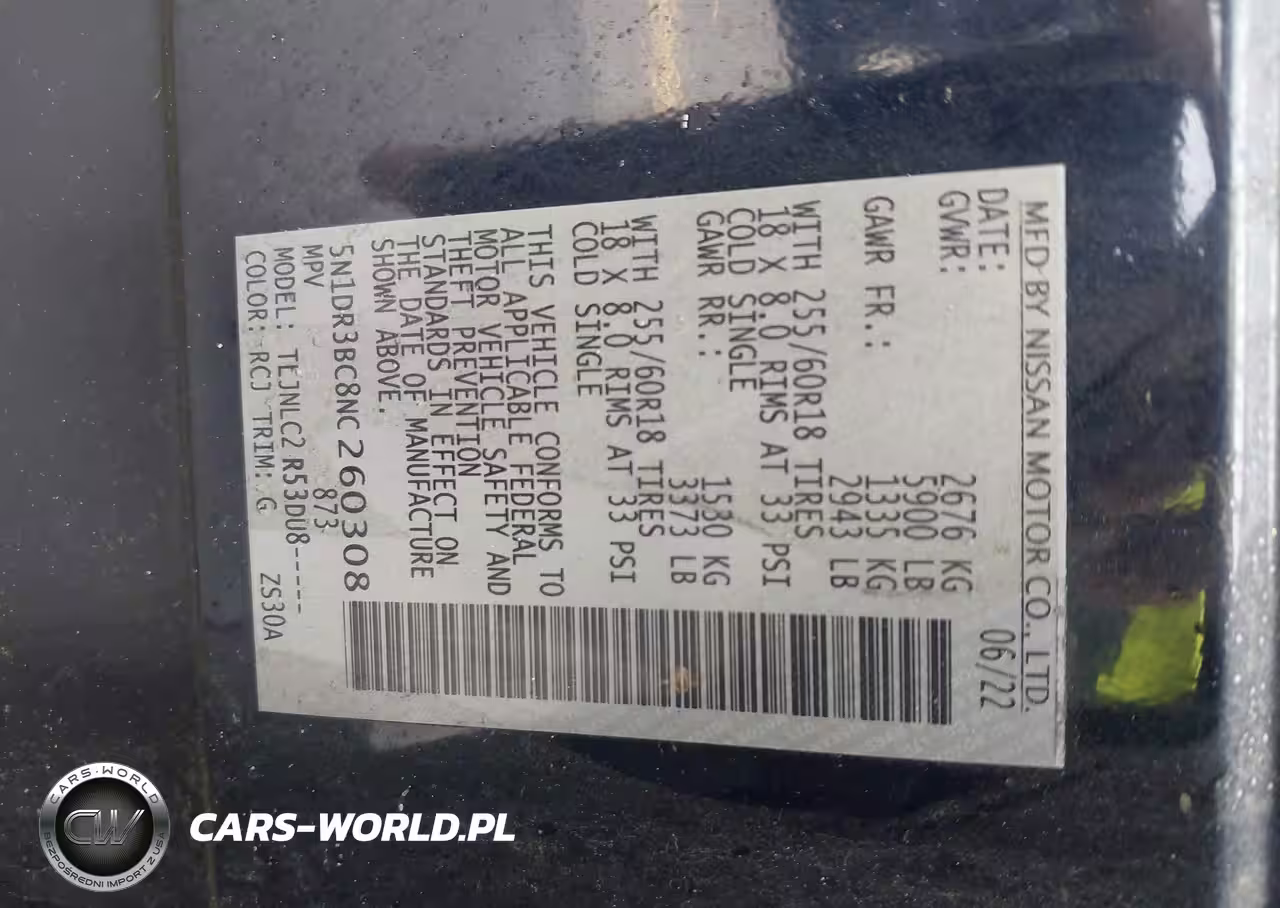 MFD BY NISSAN MOTOR CO., LTD.
DATE: 06/22
GVWR: 2676 KG
5900 LB
GAWR FR.: 1335 KG
2943 LB
WITH 255/60R18 TIRES
18 X 8.0 RIMS AT 33 PSI
COLD SINGLE
GAWR RR.: 1530 KG
3373 LB
WITH 255/60R18 TIRES
18 X 8.0 RIMS AT 33 PSI
COLD SINGLE
THIS VEHICLE CONFORMS TO
ALL APPLICABLE FEDERAL
MOTOR VEHICLE SAFETY AND
THEFT PREVENTION
STANDARDS IN EFFECT ON
THE DATE OF MANUFACTURE
SHOWN ABOVE.
5N1DR3BC8NC260308
MPV 873
MODEL: TEJNLC2 R53DU8-----
COLOR: RCJ TRIM: G ZS30A
CARS-WORLD
CW
BEZPOŚREDNI IMPORT Z USA
CARS-WORLD.PL